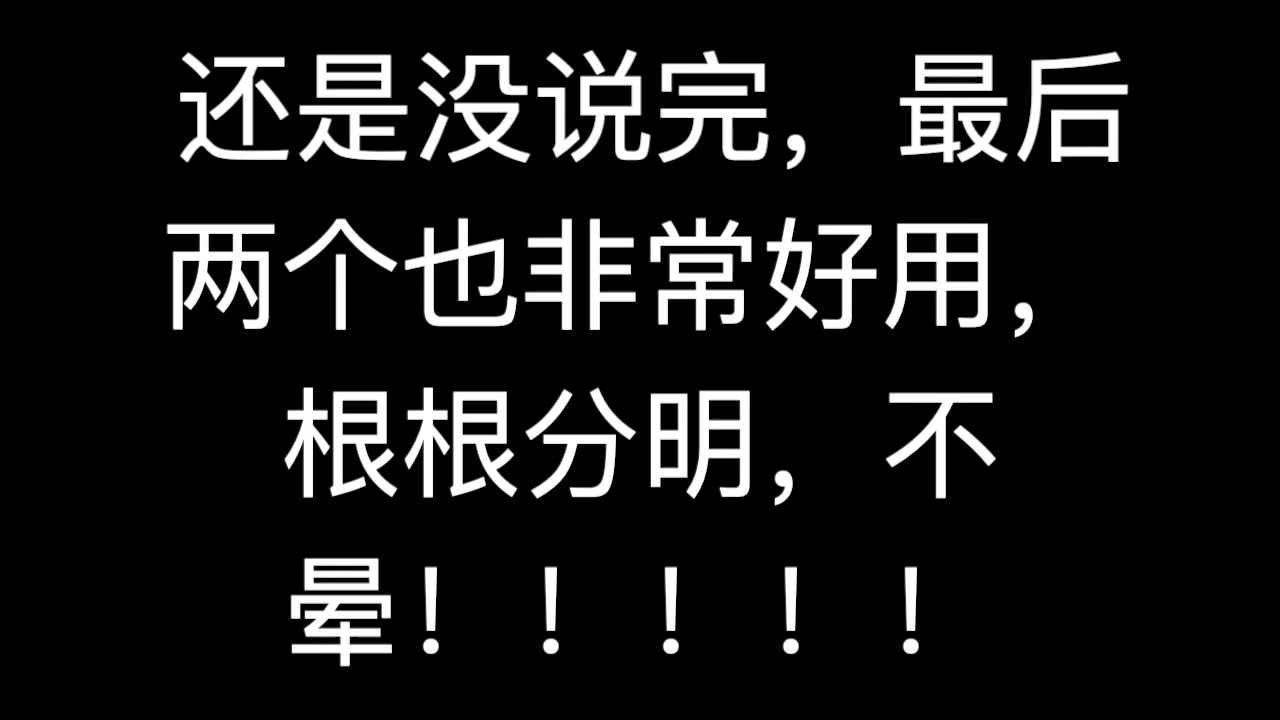 还是没说完，最后
两个也非常好用，
根根分明，不
晕！！！！！